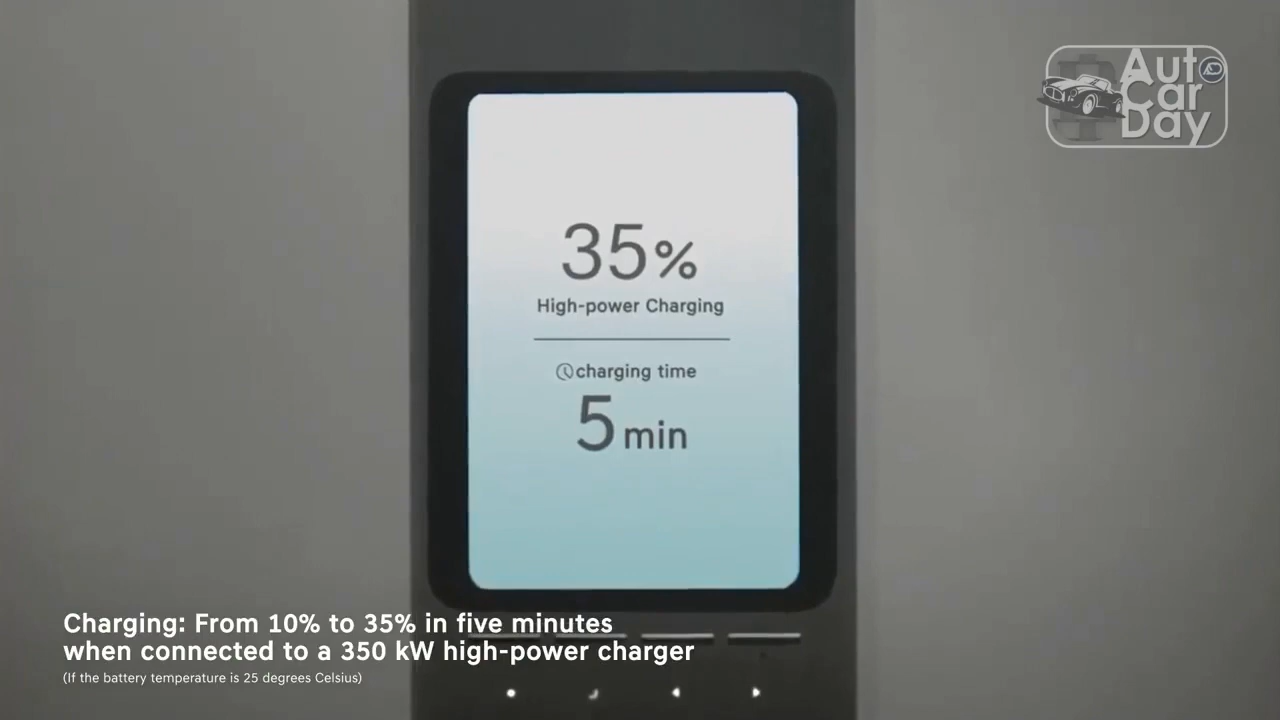 Auto
Car
Day
35%
High-power Charging
charging time
5 min
Charging: From 10% to 35% in five minutes
when connected to a 350 kW high-power charger
(If the battery temperature is 25 degrees Celsius)